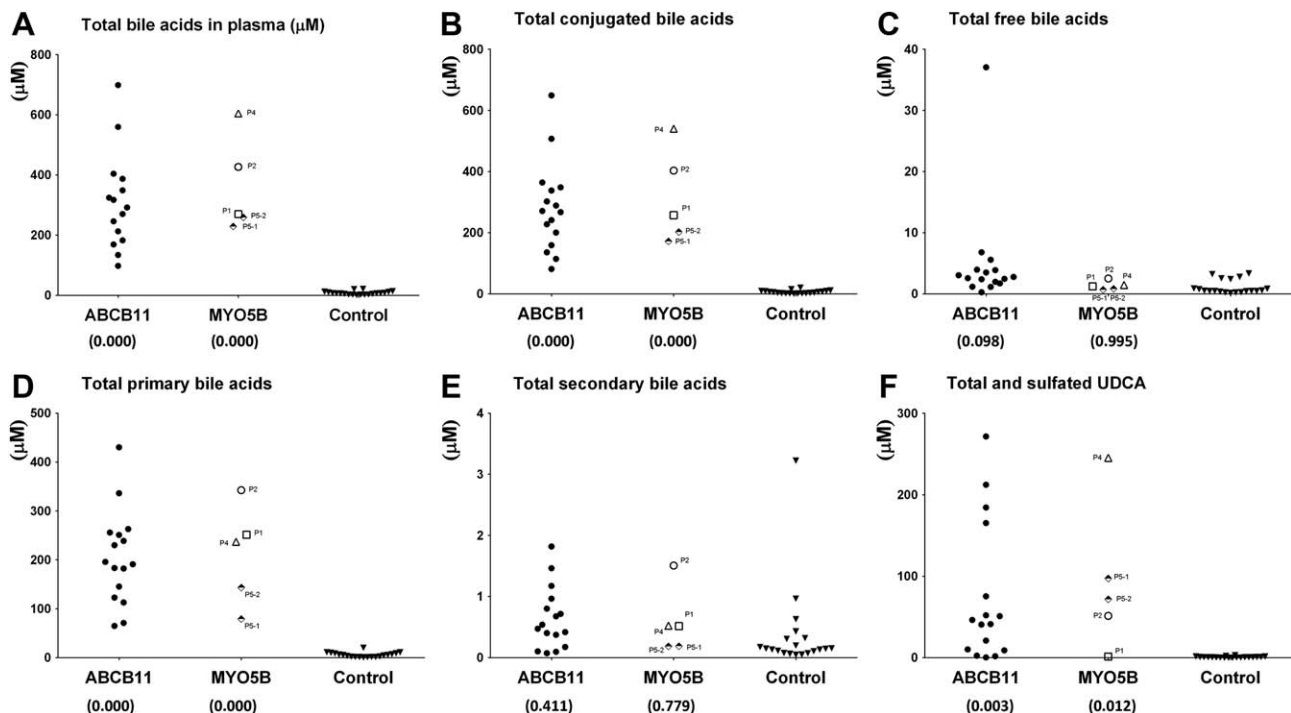 A Total bile acids in plasma (µM)
(µM)
800
600
400
200
0
P4
P2
P1
P5-2
P5-1
ABCB11 MYO5B Control
(0.000) (0.000)
B Total conjugated bile acids
(µM)
800
600
400
200
0
P4
P2
P1
P5-2
P5-1
ABCB11 MYO5B Control
(0.000) (0.000)
C Total free bile acids
(µM)
40
30
20
10
0
P2
P1 P4
P5-1 P5-2
ABCB11 MYO5B Control
(0.098) (0.995)
D Total primary bile acids
(µM)
500
400
300
200
100
0
P2
P1
P4
P5-2
P5-1
ABCB11 MYO5B Control
(0.000) (0.000)
E Total secondary bile acids
(µM)
4
3
2
1
0
P2
P1
P4
P5-2 P5-1
ABCB11 MYO5B Control
(0.411) (0.779)
F Total and sulfated UDCA
(µM)
300
200
100
0
P4
P5-1
P5-2
P2
P1
ABCB11 MYO5B Control
(0.003) (0.012)